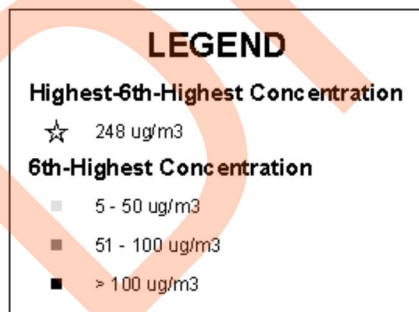 LEGEND
Highest-6th-Highest Concentration
248 ug/m3
6th-Highest Concentration
5 - 50 ug/m3
51 - 100 ug/m3
> 100 ug/m3